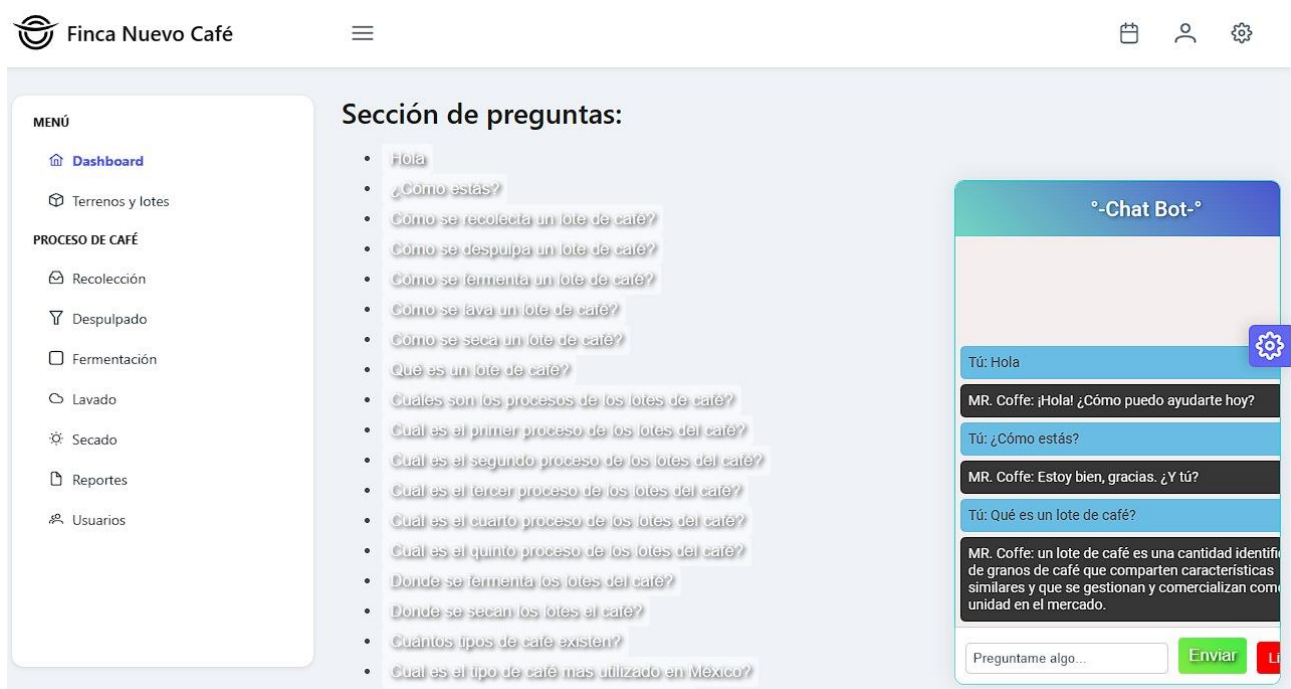 Finca Nuevo Café
MENÚ
Dashboard
Terrenos y lotes
PROCESO DE CAFÉ
Recolección
Despulpado
Fermentación
Lavado
Secado
Reportes
Usuarios
Sección de preguntas:
Hola
¿Cómo estás?
Cómo se recolecta un lote de café?
Cómo se despulpa un lote de café?
Cómo se fermenta un lote de café?
Cómo se lava un lote de café?
Cómo se seca un lote de café?
Qué es un lote de café?
Cuáles son los procesos de los lotes de café?
Cuál es el primer proceso de los lotes del café?
Cuál es el segundo proceso de los lotes del café?
Cuál es el tercer proceso de los lotes del café?
Cuál es el cuarto proceso de los lotes del café?
Cuál es el quinto proceso de los lotes del café?
Donde se fermenta los lotes del café?
Donde se secan los lotes el café?
Cuántos tipos de café existen?
Cual es el tipo de café mas utilizado en México?
°-Chat Bot-°
Tú: Hola
MR. Coffe: ¡Hola! ¿Cómo puedo ayudarte hoy?
Tú: ¿Cómo estás?
MR. Coffe: Estoy bien, gracias. ¿Y tú?
Tú: Qué es un lote de café?
MR. Coffe: un lote de café es una cantidad
de granos de café que comparten características
similares y que se gestionan y comercializan
unidad en el mercado.
Preguntame algo...
Enviar